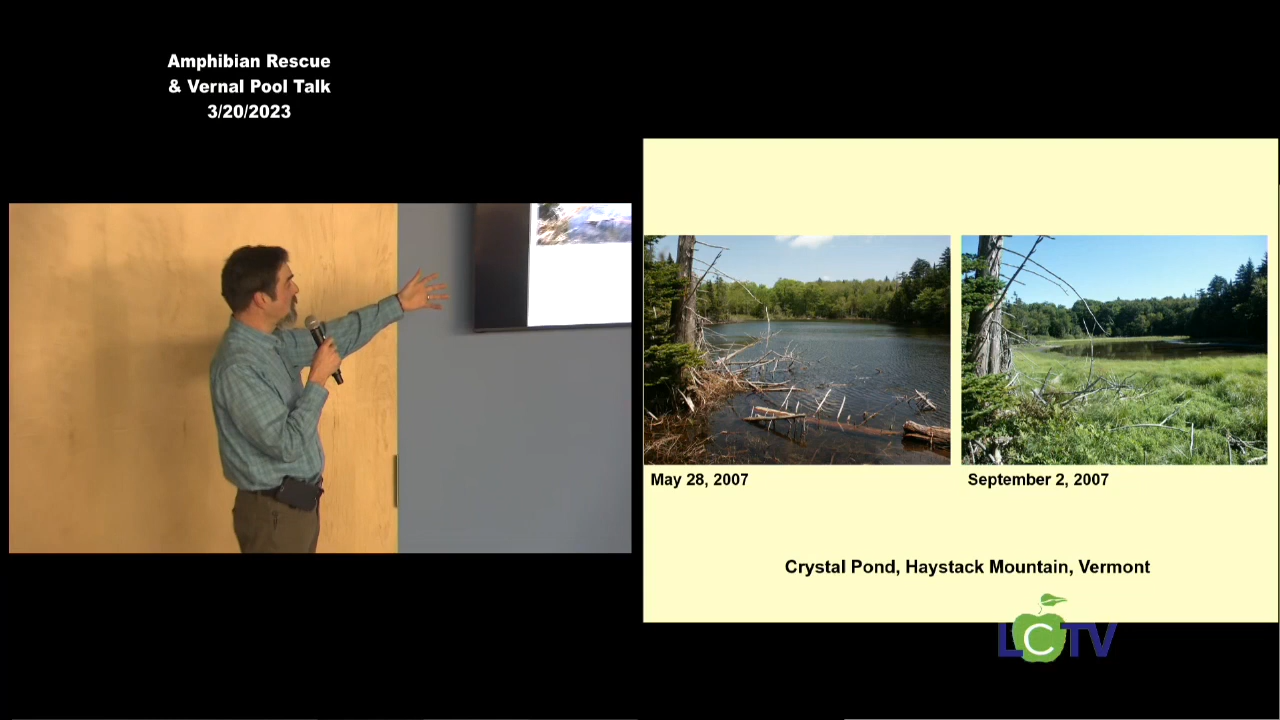 Amphibian Rescue
& Vernal Pool Talk
3/20/2023
May 28, 2007
September 2, 2007
Crystal Pond, Haystack Mountain, Vermont
LCTV